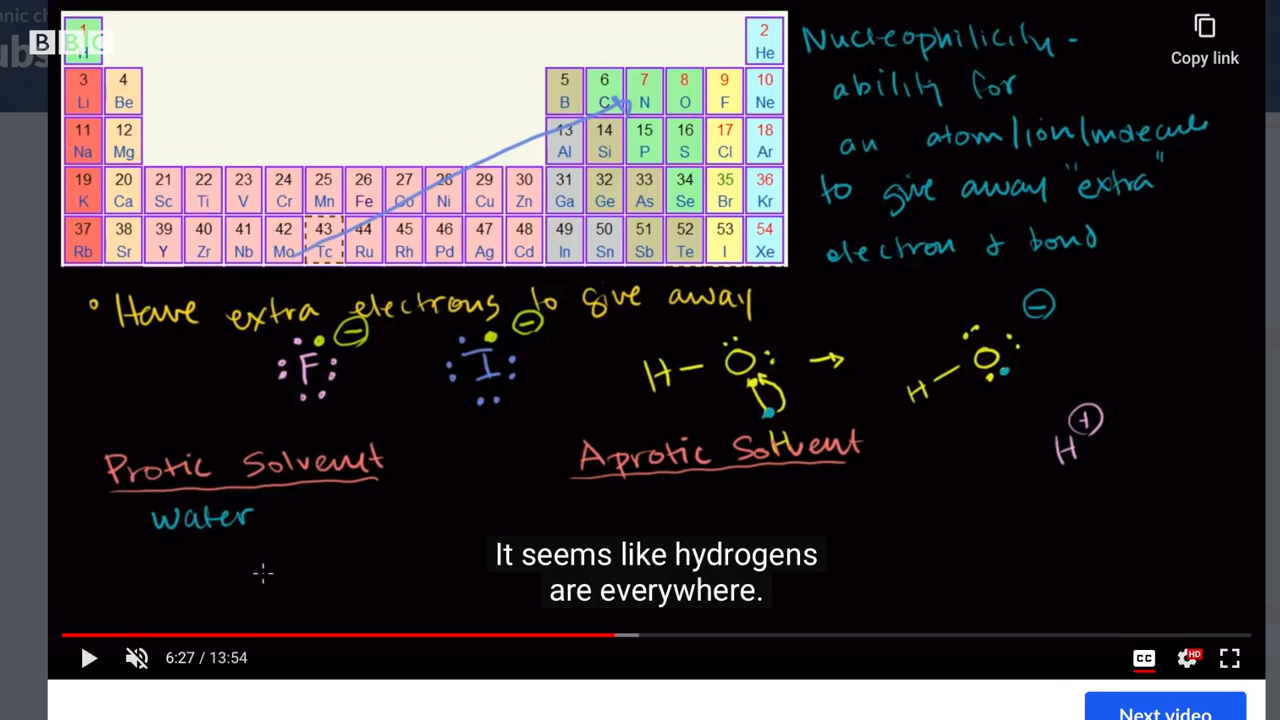 nic ch
BBC
Copy link
1 2
H He
3 4 5 6 7 8 9 10
Li Be B C N O F Ne
11 12 13 14 15 16 17 18
Na Mg Al Si P S Cl Ar
19 20 21 22 23 24 25 26 27 28 29 30 31 32 33 34 35 36
K Ca Sc Ti V Cr Mn Fe Co Ni Cu Zn Ga Ge As Se Br Kr
37 38 39 40 41 42 43 44 45 46 47 48 49 50 51 52 53 54
Rb Sr Y Zr Nb Mo Tc Ru Rh Pd Ag Cd In Sn Sb Te I Xe
Nucleophilicity -
ability for
an atom/ion/molecule
to give away "extra"
electron & bond
• Have extra electrons to give away
F − I − H – O → H – O −
H
H +
Protic Solvent Aprotic Solvent
water
It seems like hydrogens
are everywhere.
6:27 / 13:54
CC HD
Next video